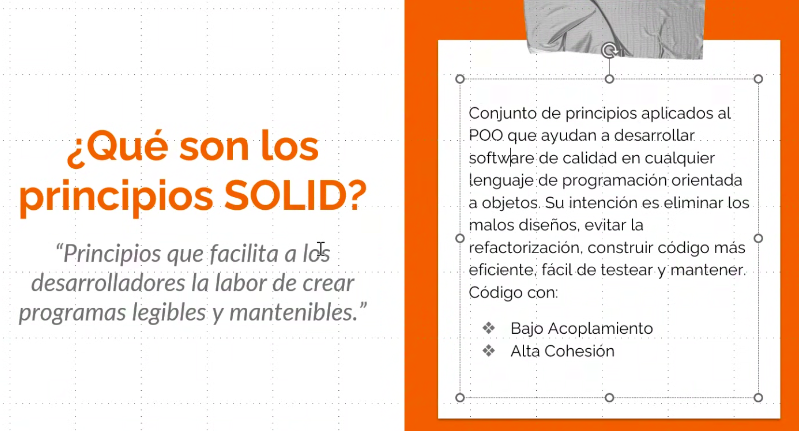 ¿Qué son los
principios SOLID?
“Principios que facilita a los
desarrolladores la labor de crear
programas legibles y mantenibles.”
Conjunto de principios aplicados al
POO que ayudan a desarrollar
software de calidad en cualquier
lenguaje de programación orientada
a objetos. Su intención es eliminar los
malos diseños, evitar la
refactorización, construir código más
eficiente, fácil de testear y mantener.
Código con:
❖ Bajo Acoplamiento
❖ Alta Cohesión